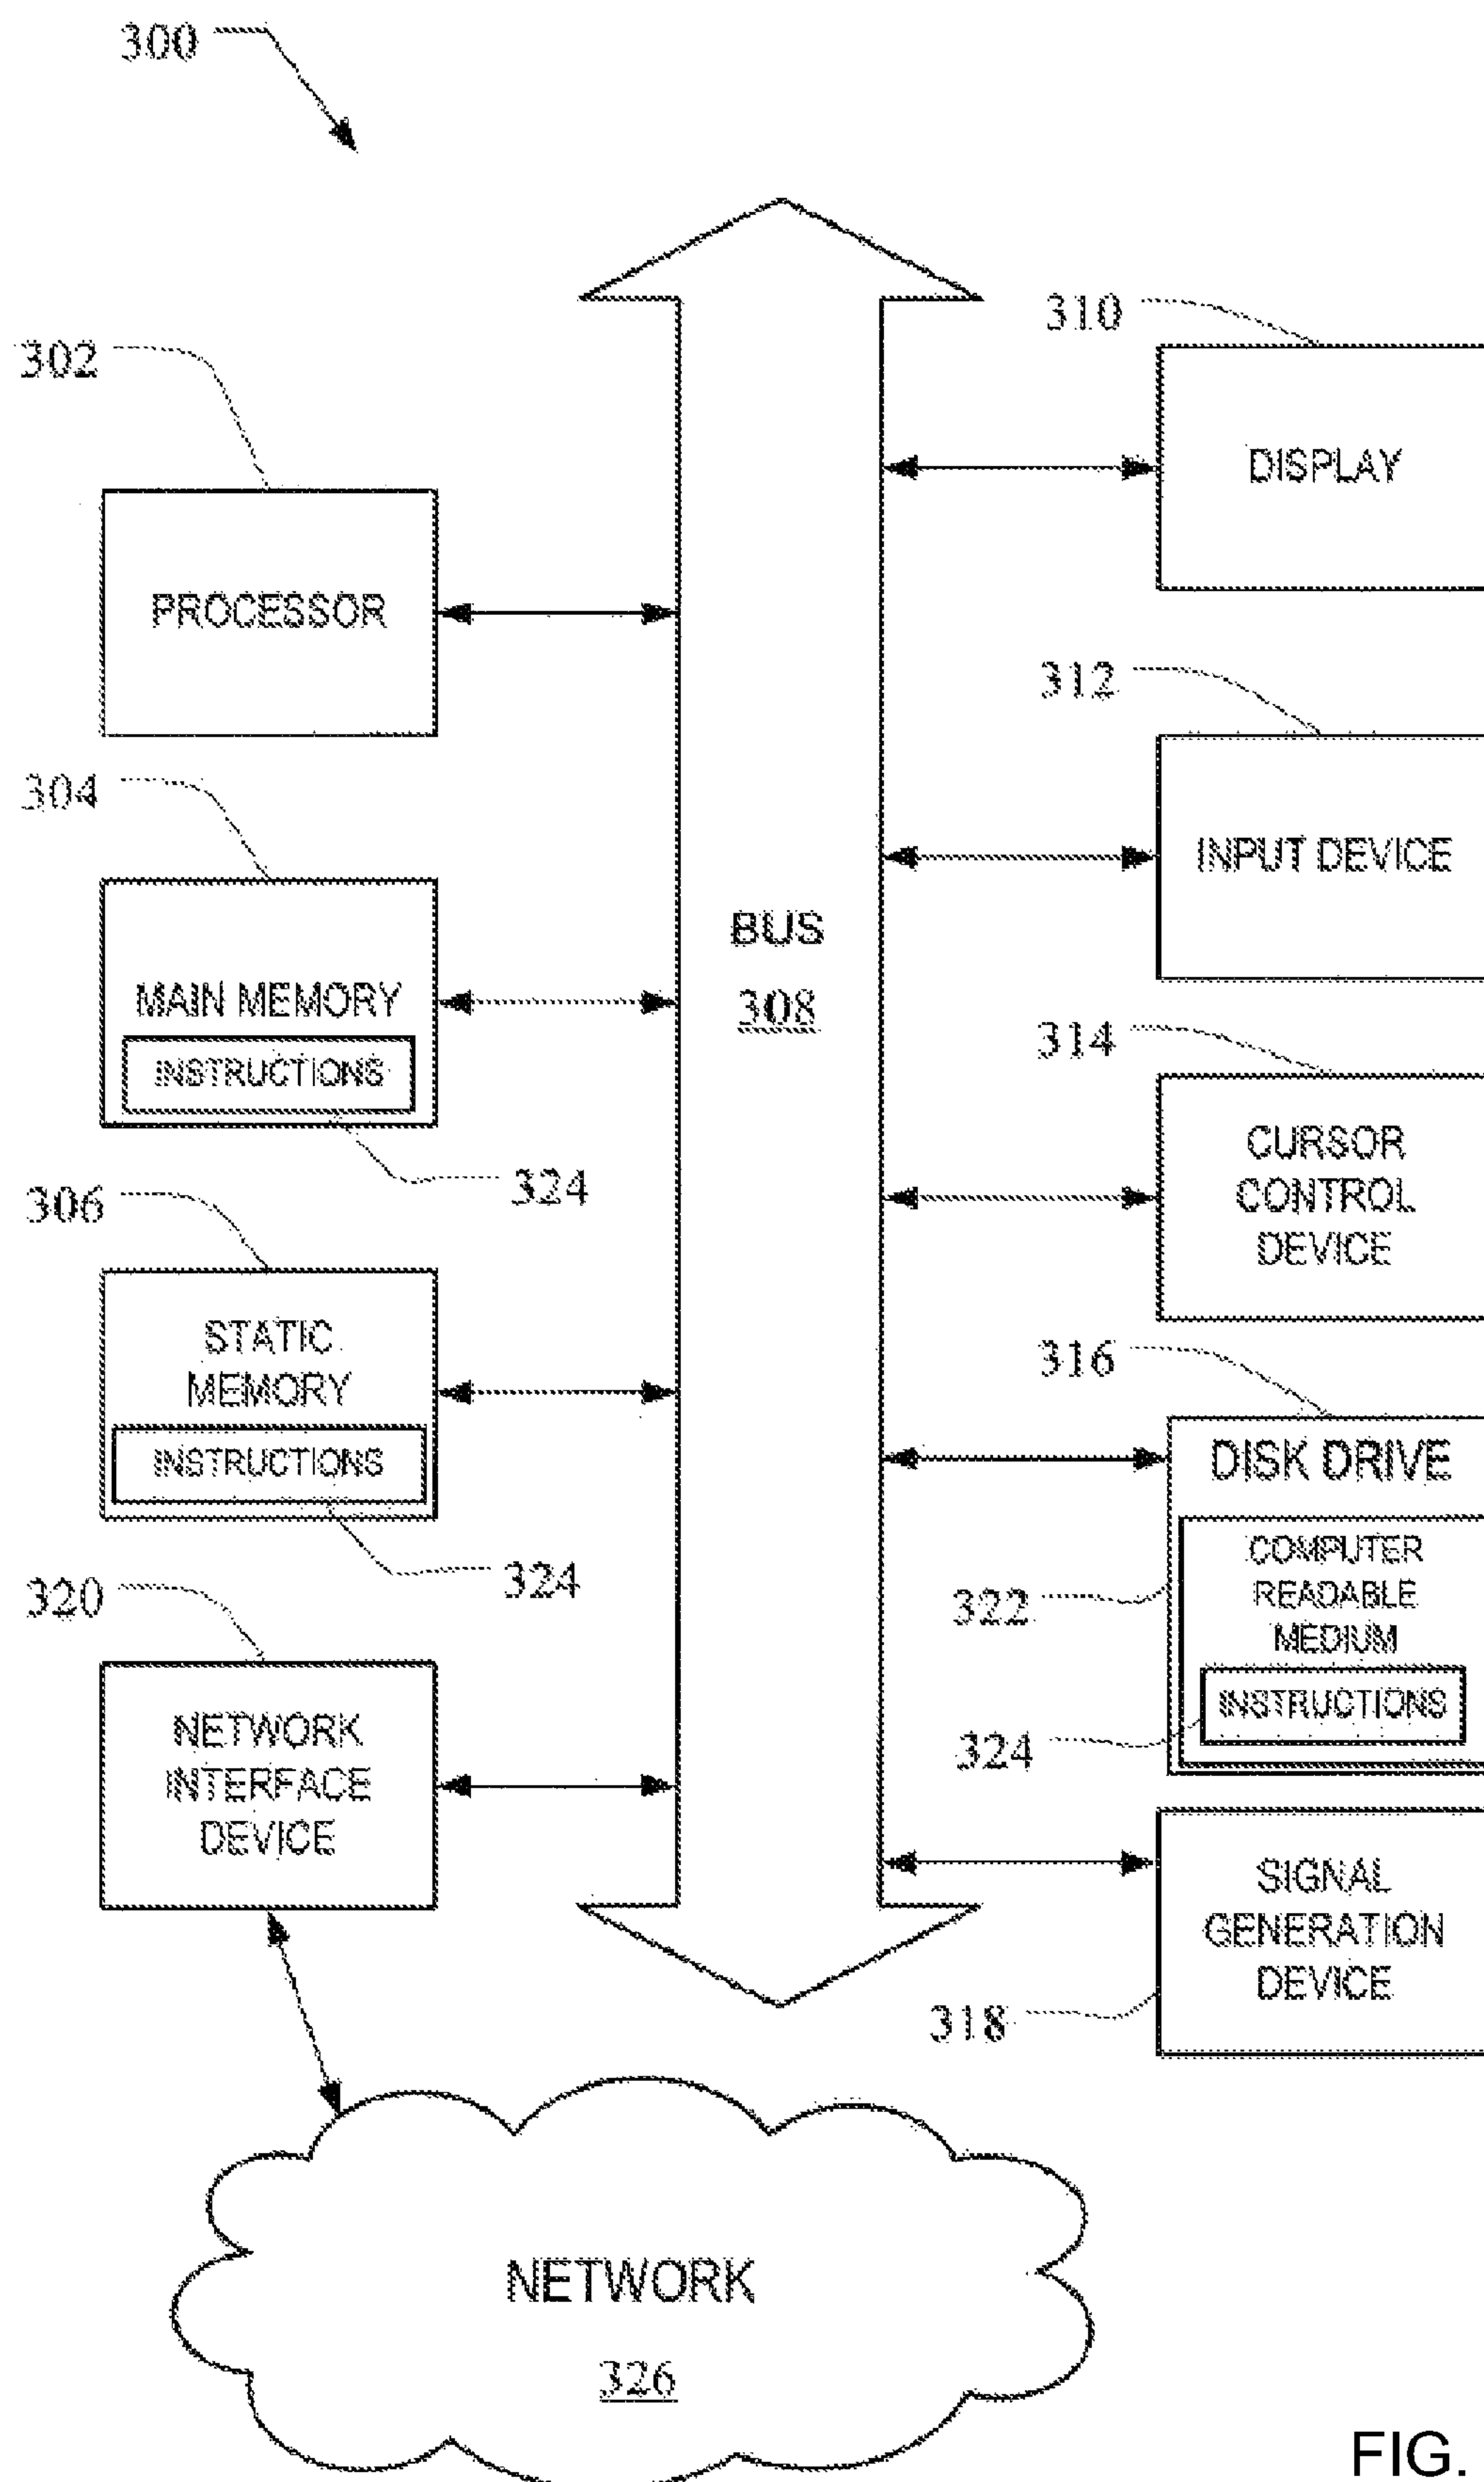 300
310
302
DISPLAY
PROCESSOR
312
304
INPUT DEVICE
BUS
308
MAIN MEMORY
INSTRUCTIONS
324
314
CURSOR
CONTROL
DEVICE
306
STATIC
MEMORY
INSTRUCTIONS
324
316
DISK DRIVE
COMPUTER
READABLE
MEDIUM
322
INSTRUCTIONS
324
320
NETWORK
INTERFACE
DEVICE
SIGNAL
GENERATION
DEVICE
318
NETWORK
326
FIG.